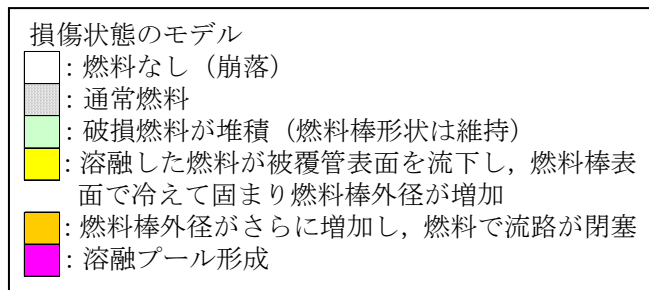 損傷状態のモデル
：燃料なし（崩落）
：通常燃料
：破損燃料が堆積（燃料棒形状は維持）
：溶融した燃料が被覆管表面を流下し，燃料棒表
面で冷えて固まり燃料棒外径が増加
：燃料棒外径がさらに増加し，燃料で流路が閉塞
：溶融プール形成